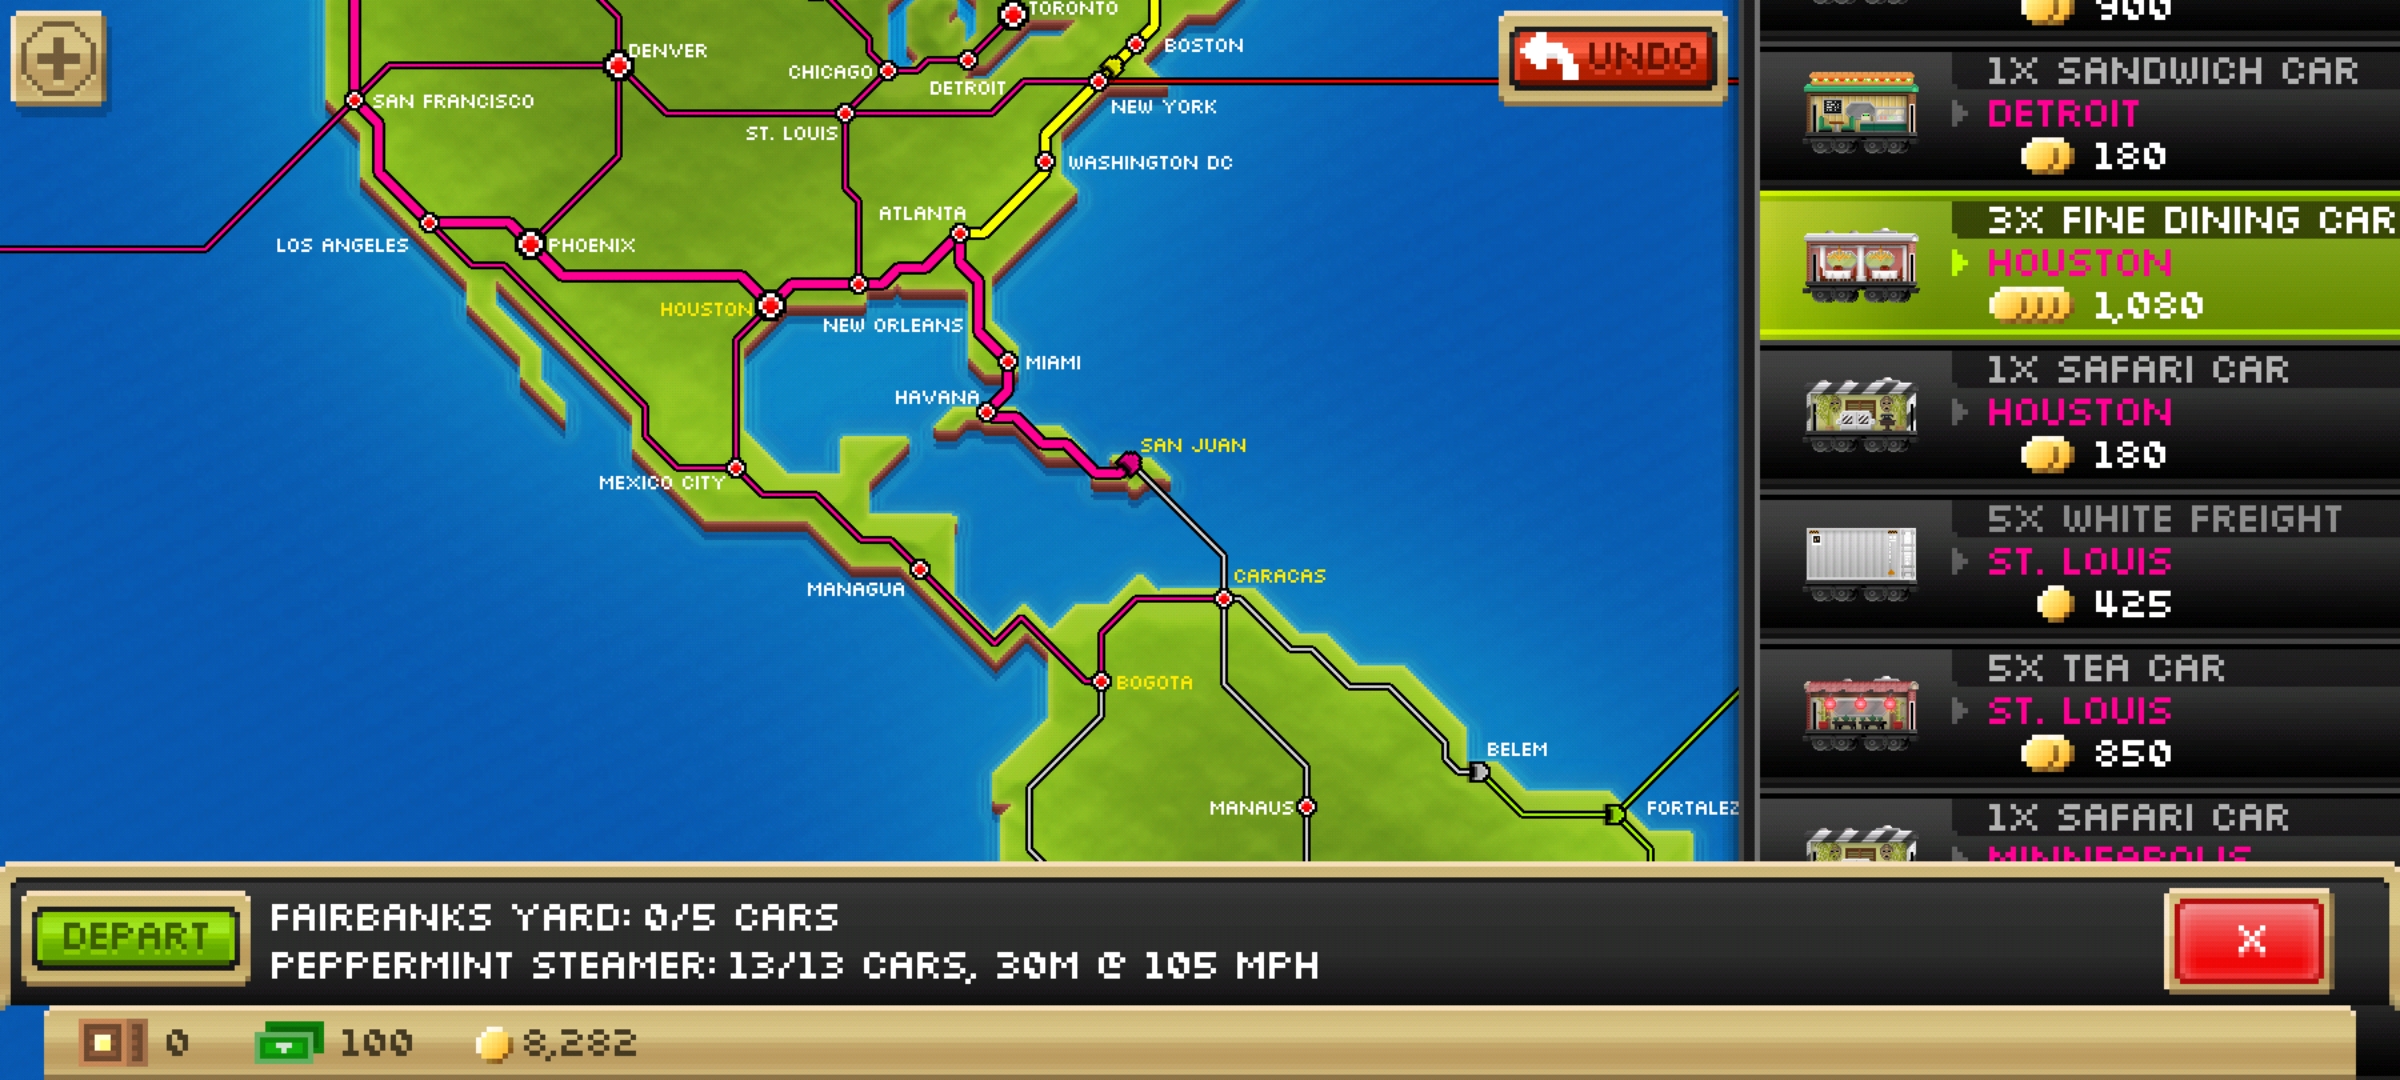 TORONTO
DENVER
BOSTON
CHICAGO
DETROIT
SAN FRANCISCO
NEW YORK
ST. LOUIS
WASHINGTON DC
ATLANTA
LOS ANGELES
PHOENIX
HOUSTON
NEW ORLEANS
MIAMI
HAVANA
SAN JUAN
MEXICO CITY
CARACAS
MANAGUA
BOGOTA
BELEM
MANAUS
FORTALEZ
UNDO
900
1X SANDWICH CAR
DETROIT
180
3X FINE DINING CAR
HOUSTON
1,080
1X SAFARI CAR
HOUSTON
180
5X WHITE FREIGHT
ST. LOUIS
425
5X TEA CAR
ST. LOUIS
850
1X SAFARI CAR
MINNEAPOLIS
DEPART
FAIRBANKS YARD: 0/5 CARS
PEPPERMINT STEAMER: 13/13 CARS, 30M @ 105 MPH
X
0
100
8,282